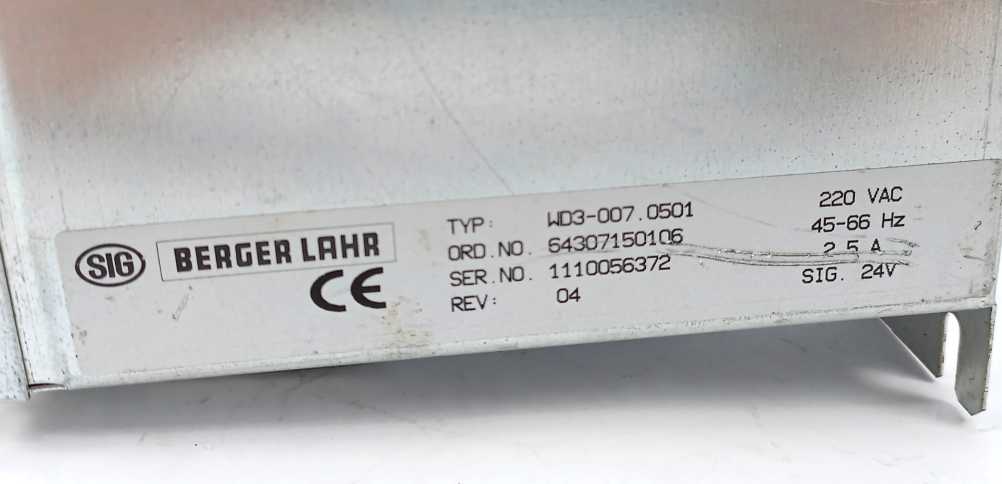 SIG BERGER LAHR
CE
TYP: WD3-007.0501
ORD.NO. 64307150106
SER.NO. 1110056372
REV: 04
220 VAC
45-66 Hz
2.5 A
SIG. 24V